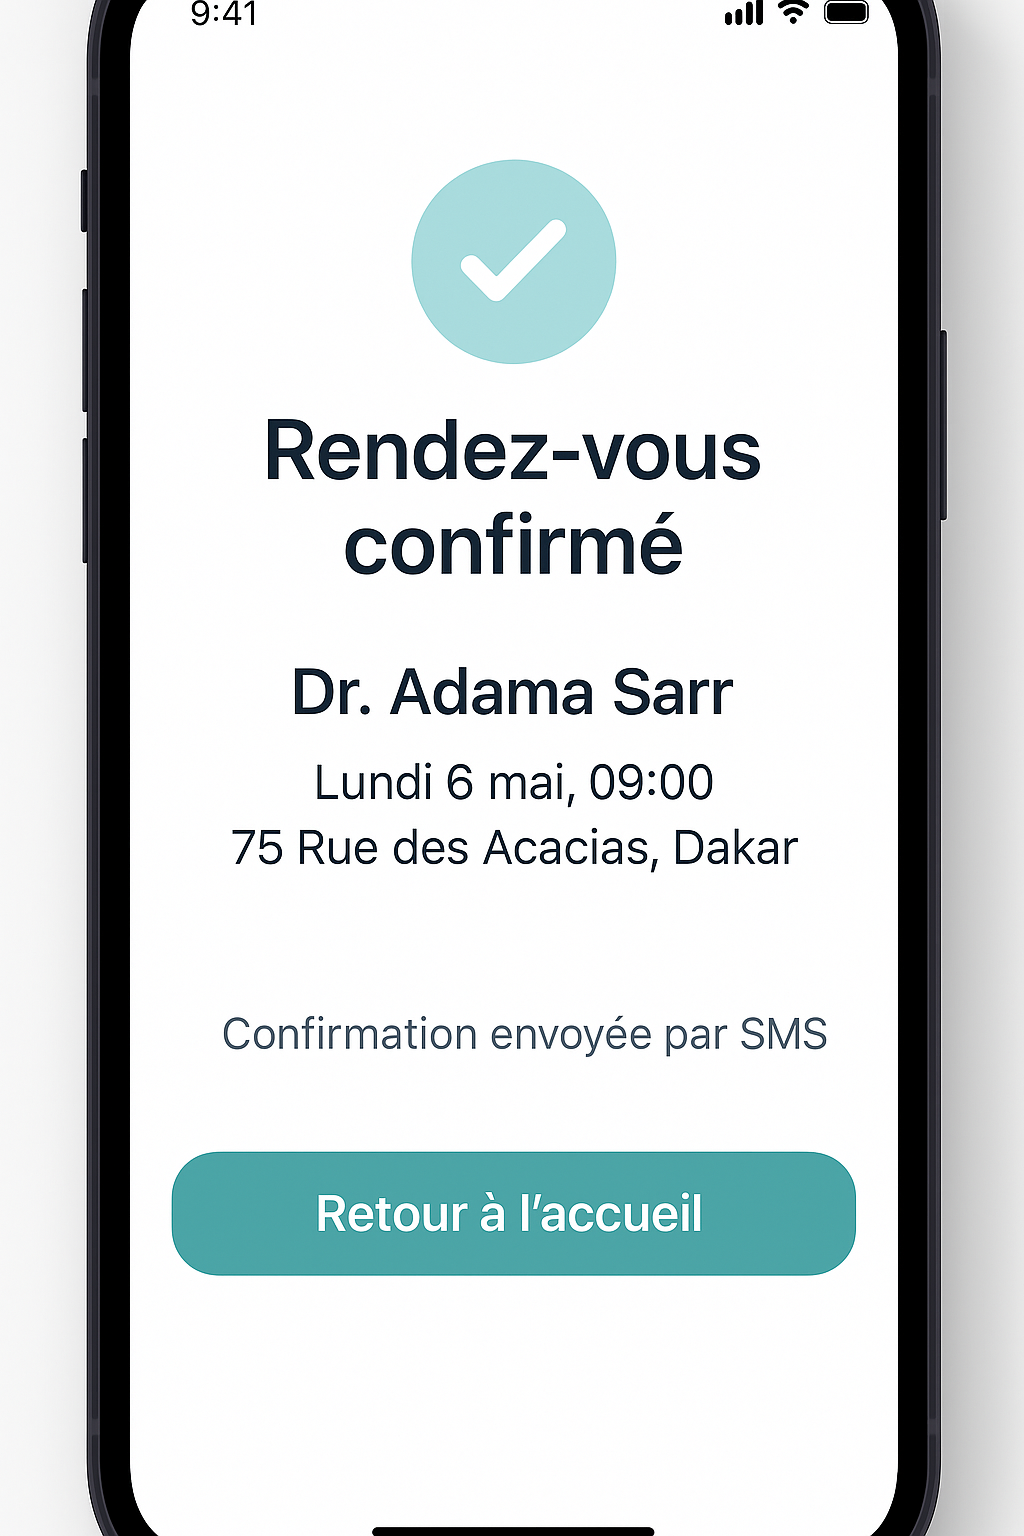 9:41
Rendez-vous
confirmé
Dr. Adama Sarr
Lundi 6 mai, 09:00
75 Rue des Acacias, Dakar
Confirmation envoyée par SMS
Retour à l’accueil